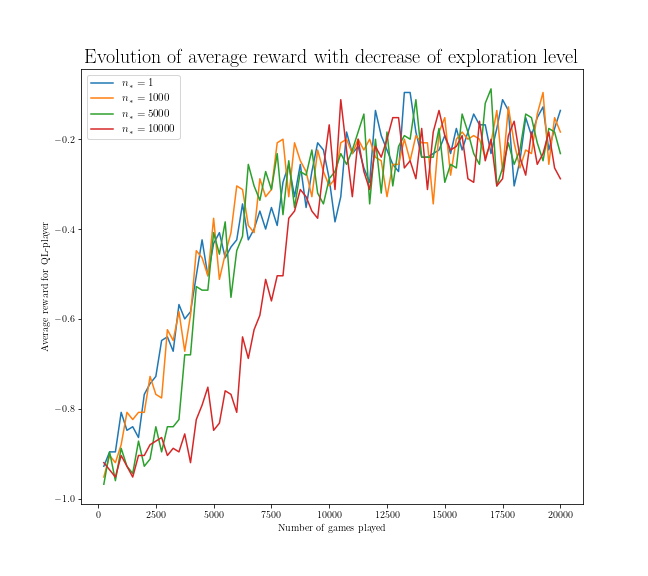 Evolution of average reward with decrease of exploration level
n* = 1
n* = 1000
n* = 5000
n* = 10000
−0.2
−0.4
−0.6
−0.8
−1.0
Average reward for QL-player
0 2500 5000 7500 10000 12500 15000 17500 20000
Number of games played